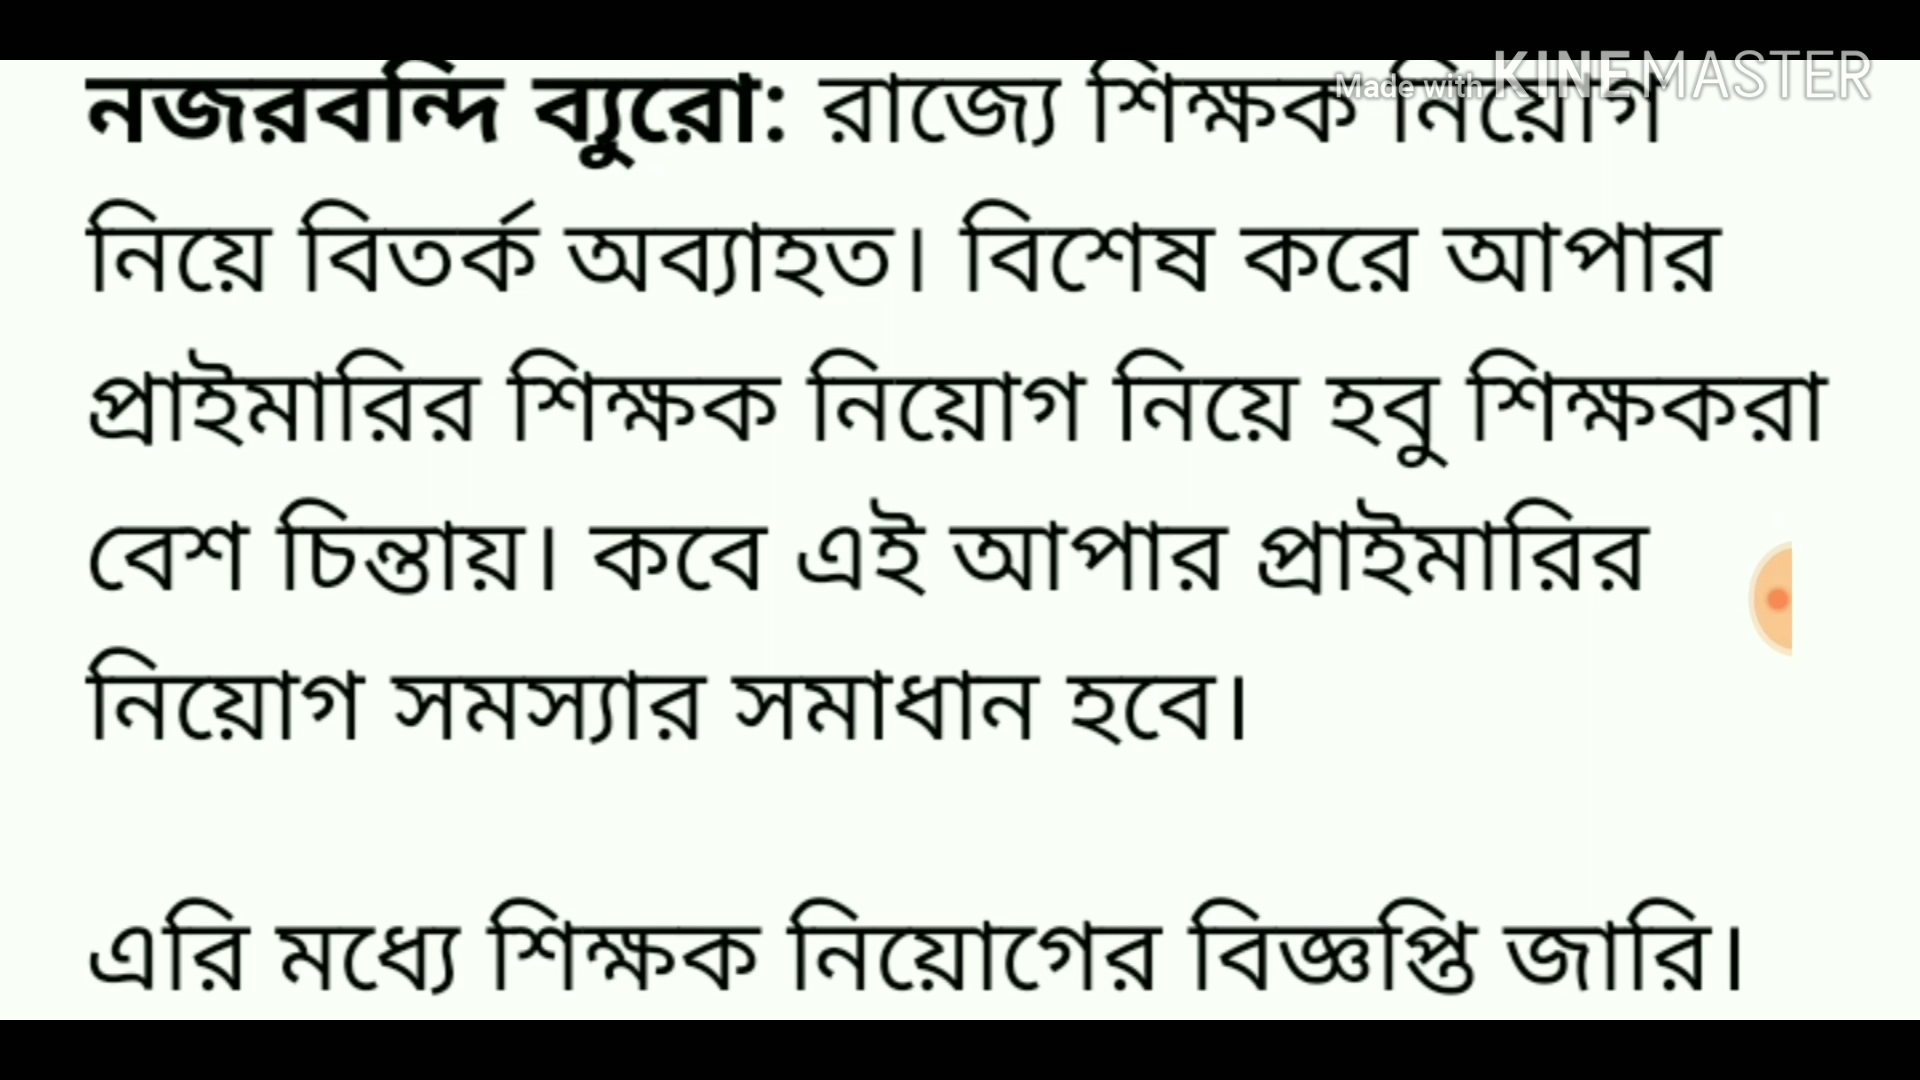 Made with KINEMASTER
নজরবন্দি ব্যুরো: রাজ্যে শিক্ষক নিয়োগ
নিয়ে বিতর্ক অব্যাহত। বিশেষ করে আপার
প্রাইমারির শিক্ষক নিয়োগ নিয়ে হবু শিক্ষকরা
বেশ চিন্তায়। কবে এই আপার প্রাইমারির
নিয়োগ সমস্যার সমাধান হবে।
এরি মধ্যে শিক্ষক নিয়োগের বিজ্ঞপ্তি জারি।